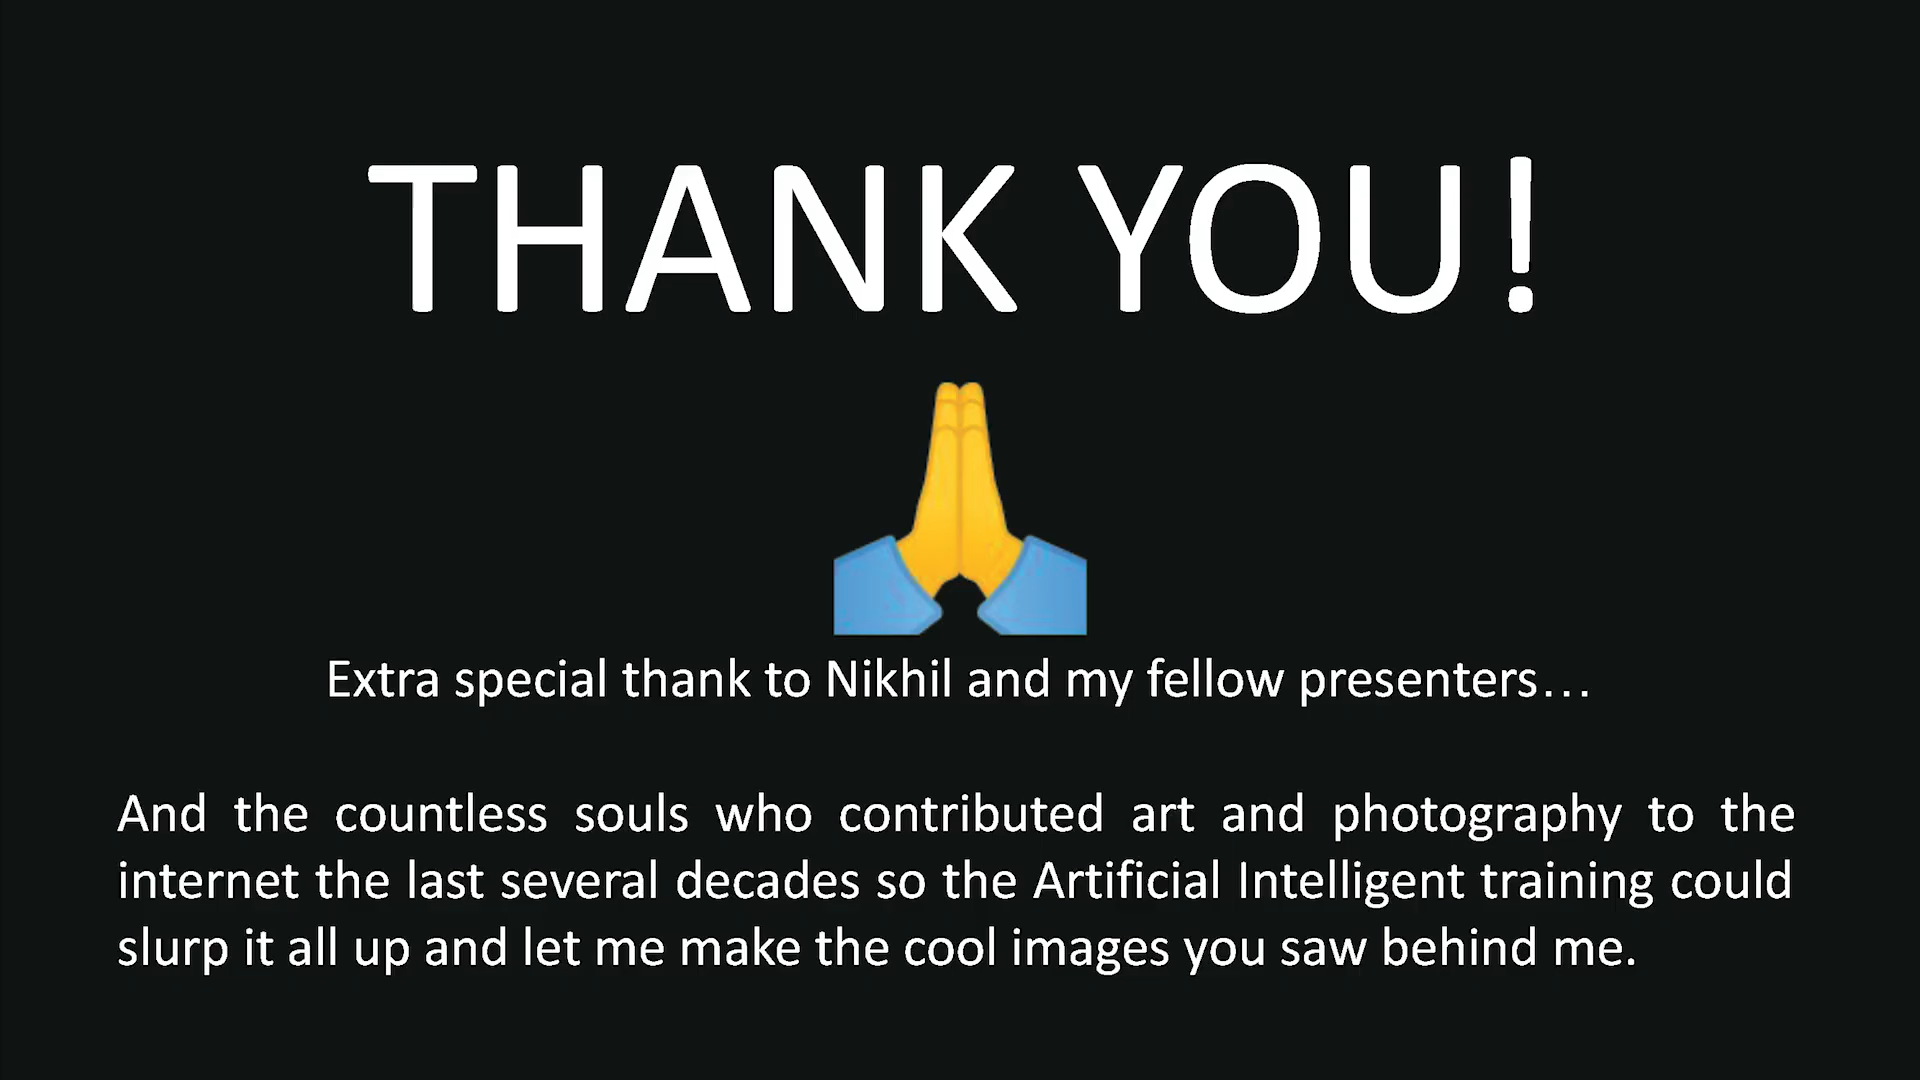 THANK YOU!
Extra special thank to Nikhil and my fellow presenters…
And the countless souls who contributed art and photography to the
internet the last several decades so the Artificial Intelligent training could
slurp it all up and let me make the cool images you saw behind me.